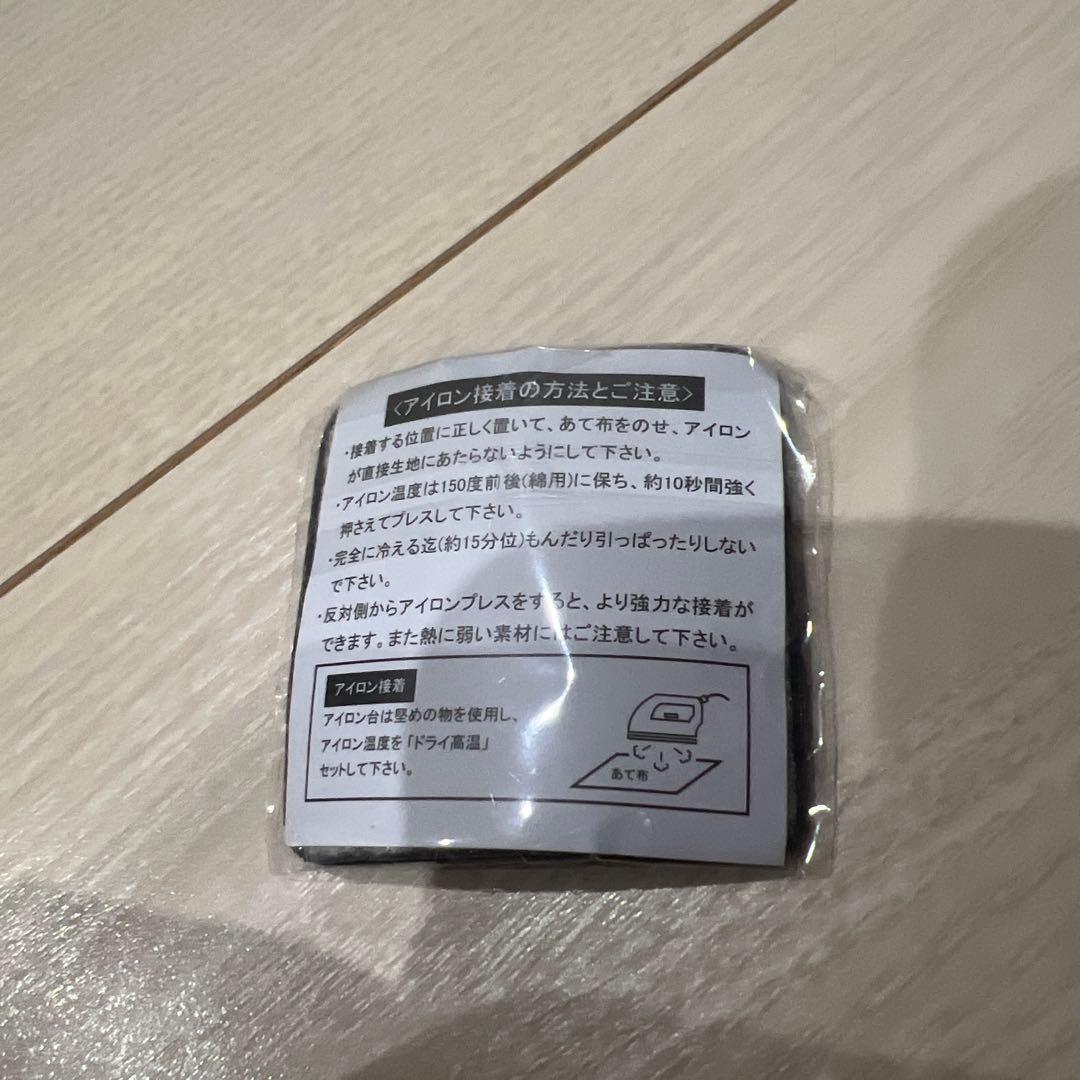 〈アイロン接着の方法とご注意〉
・接着する位置に正しく置いて、あて布をのせ、アイロン
が直接生地にあたらないようにして下さい。
・アイロン温度は150度前後(綿用)に保ち、約10秒間強く
押さえてプレスして下さい。
・完全に冷える迄(約15分位)もんだり引っぱったりしない
で下さい。
・反対側からアイロンプレスをすると、より強力な接着が
できます。また熱に弱い素材にはご注意して下さい。
アイロン接着
アイロン台は堅めの物を使用し、
アイロン温度を「ドライ高温」
セットして下さい。
あて布